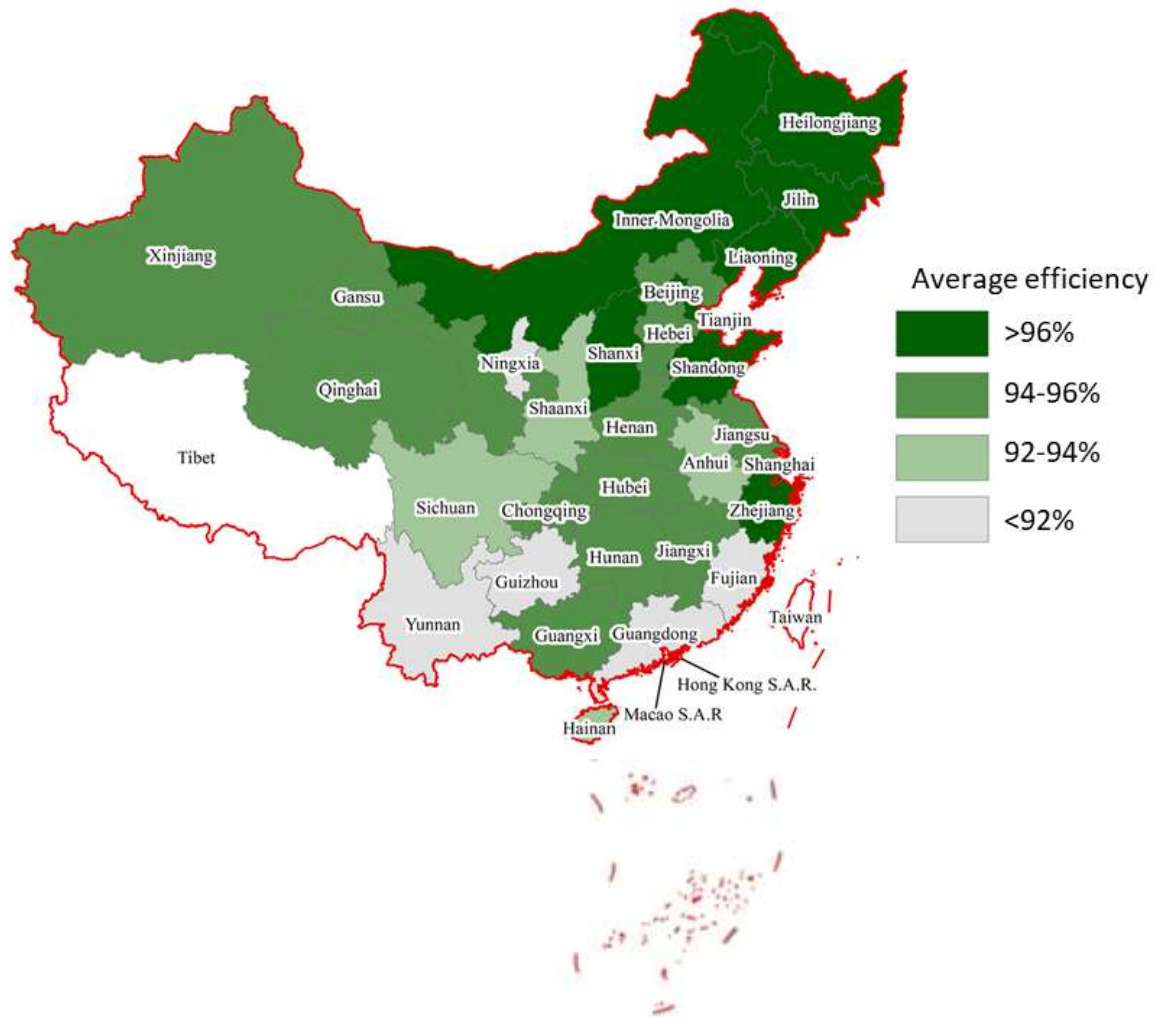 Heilongjiang
Jilin
Inner Mongolia
Liaoning
Xinjiang
Gansu
Beijing
Tianjin
Hebei
Ningxia
Shanxi
Shandong
Qinghai
Shaanxi
Henan
Jiangsu
Tibet
Anhui
Shanghai
Hubei
Sichuan
Chongqing
Zhejiang
Hunan
Jiangxi
Guizhou
Fujian
Yunnan
Guangxi
Guangdong
Taiwan
Hong Kong S.A.R.
Macao S.A.R
Hainan
Average efficiency
>96%
94-96%
92-94%
<92%